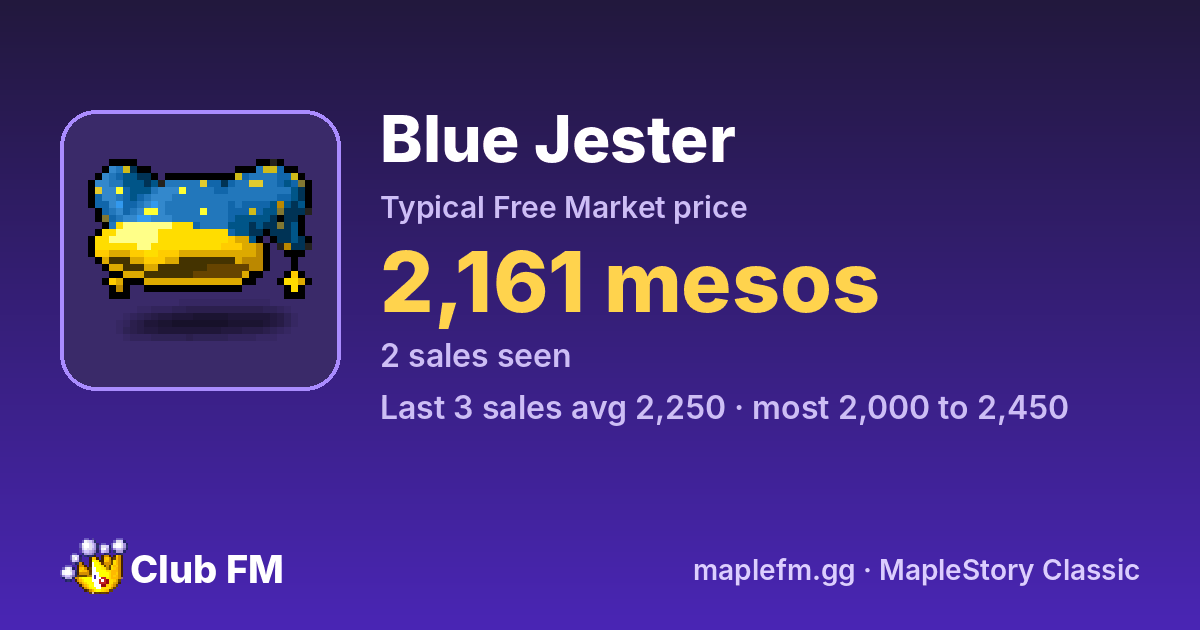 Blue Jester
Typical Free Market price
2,161 mesos
2 sales seen
Last 3 sales avg 2,250 · most 2,000 to 2,450
Club FM
maplefm.gg · MapleStory Classic